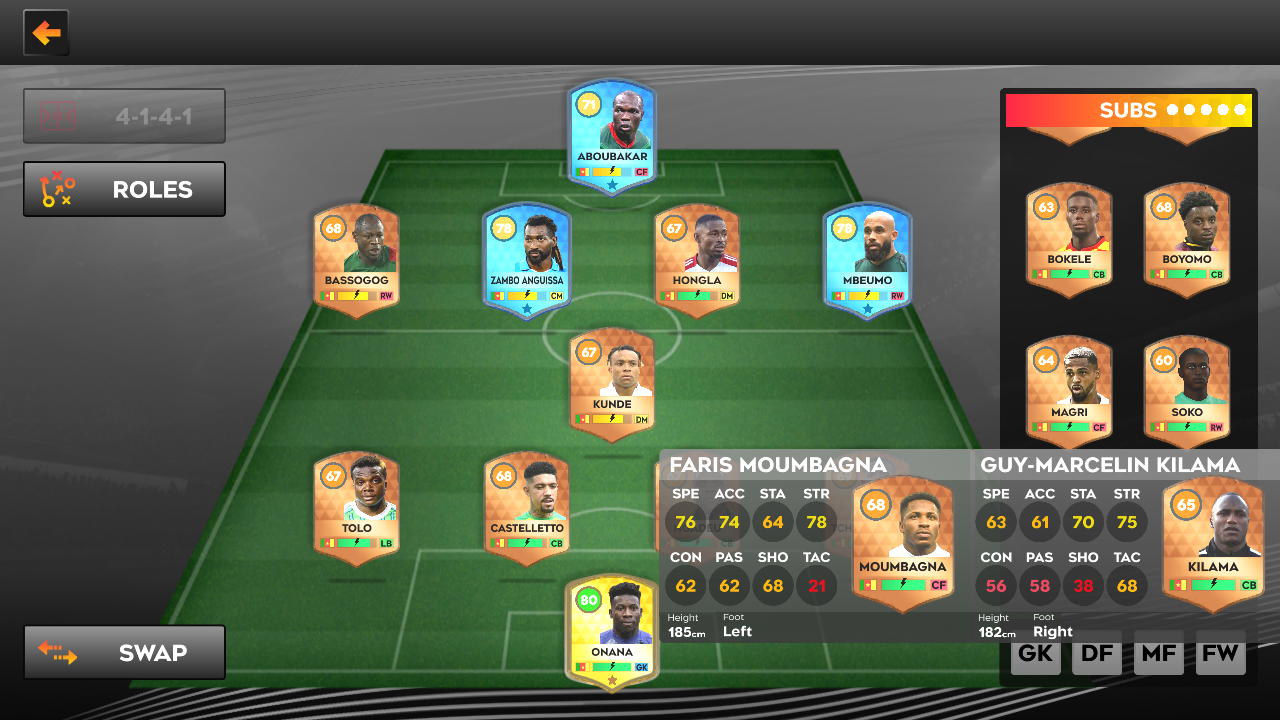 4-1-4-1
ROLES
SUBS
71
ABOUBAKAR
CF
68
BASSOGOG
RW
78
ZAMBO ANGUISSA
CM
67
HONGLA
DM
78
MBEUMO
RW
63
BOKELE
CB
68
BOYOMO
CB
67
KUNDE
DM
64
MAGRI
CF
60
SOKO
RW
67
TOLO
LB
68
CASTELLETTO
CB
80
ONANA
GK
FARIS MOUMBAGNA
SPE ACC STA STR
76 74 64 78
CON PAS SHO TAC
62 62 68 21
Height Foot
185cm Left
68
MOUMBAGNA
CF
GUY-MARCELIN KILAMA
SPE ACC STA STR
63 61 70 75
CON PAS SHO TAC
56 58 38 68
Height Foot
182cm Right
65
KILAMA
CB
SWAP
GK DF MF FW